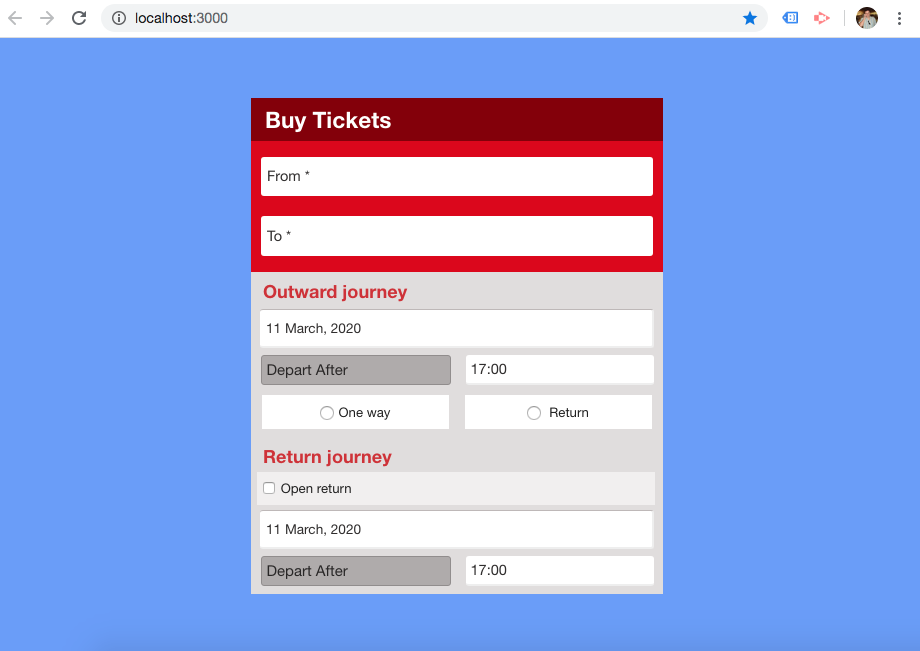 localhost:3000
Buy Tickets
From *
To *
Outward journey
11 March, 2020
Depart After 17:00
One way Return
Return journey
Open return
11 March, 2020
Depart After 17:00